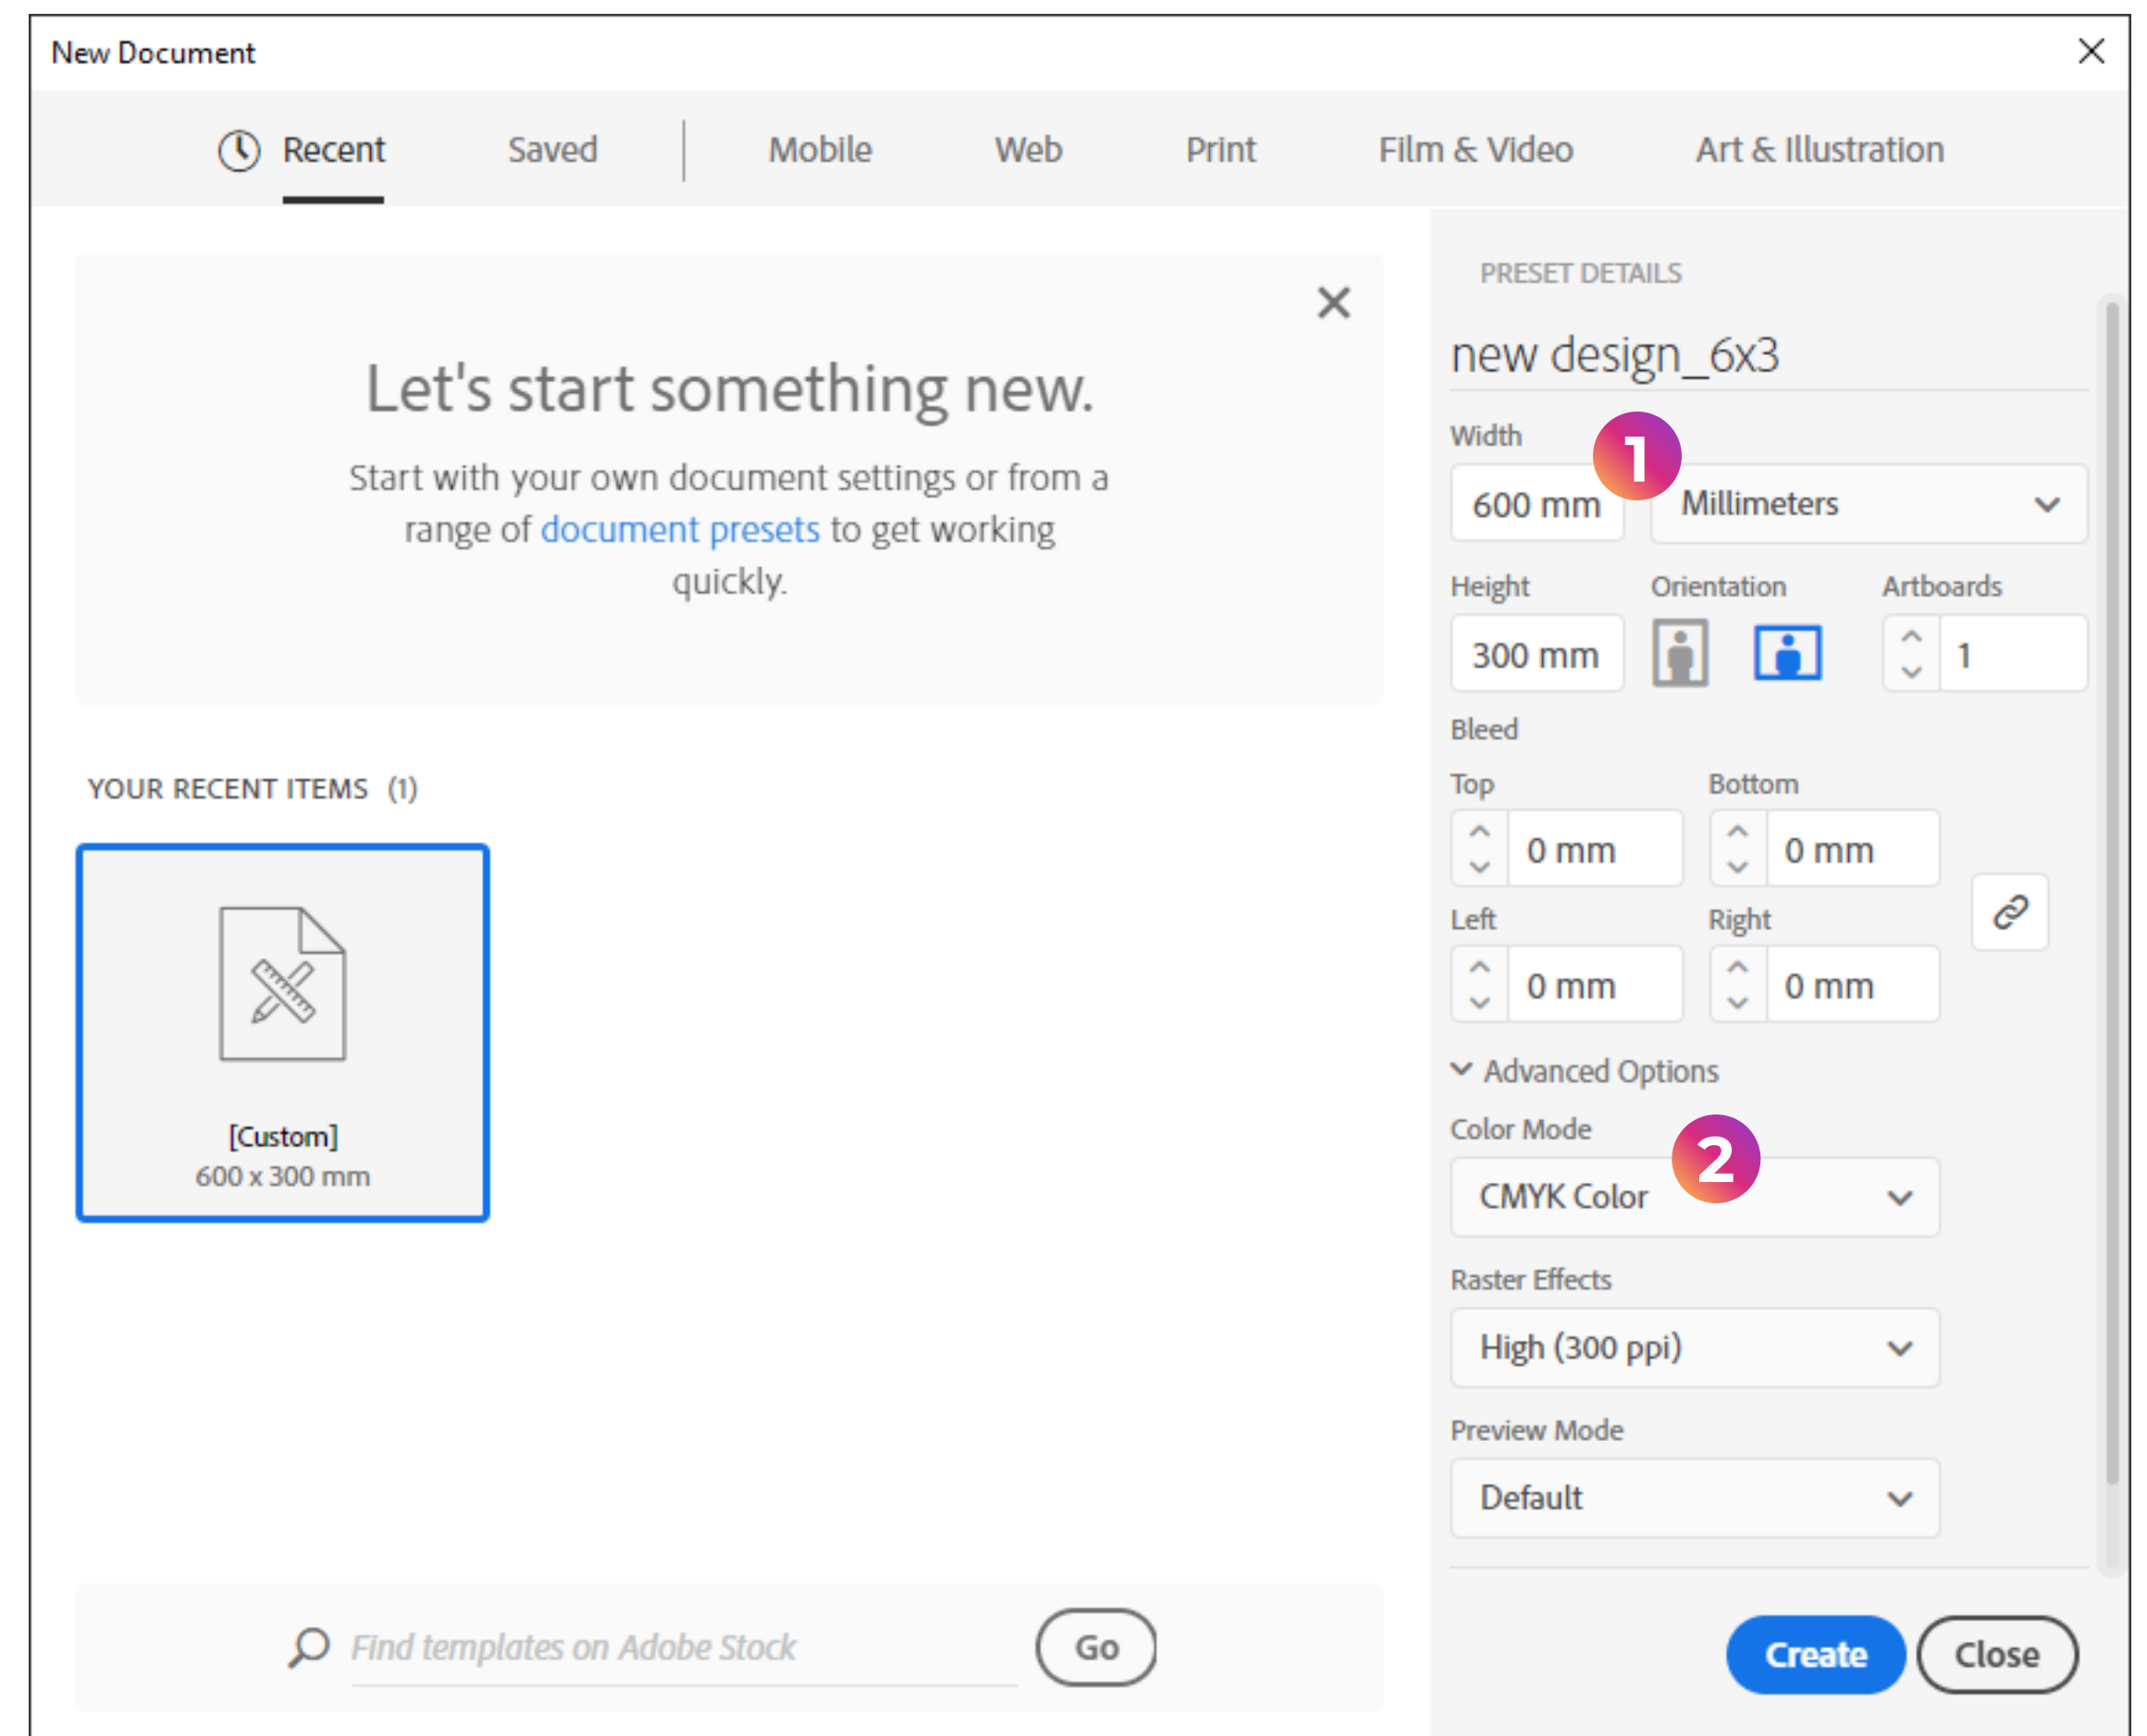 New Document
Recent Saved Mobile Web Print Film & Video Art & Illustration
Let's start something new.
Start with your own document settings or from a
range of document presets to get working
quickly.
YOUR RECENT ITEMS (1)
[Custom]
600 x 300 mm
Find templates on Adobe Stock Go
PRESET DETAILS
new design_6x3
Width
1
600 mm Millimeters
Height Orientation Artboards
300 mm 1
Bleed
Top Bottom
0 mm 0 mm
Left Right
0 mm 0 mm
Advanced Options
Color Mode
2
CMYK Color
Raster Effects
High (300 ppi)
Preview Mode
Default
Create Close